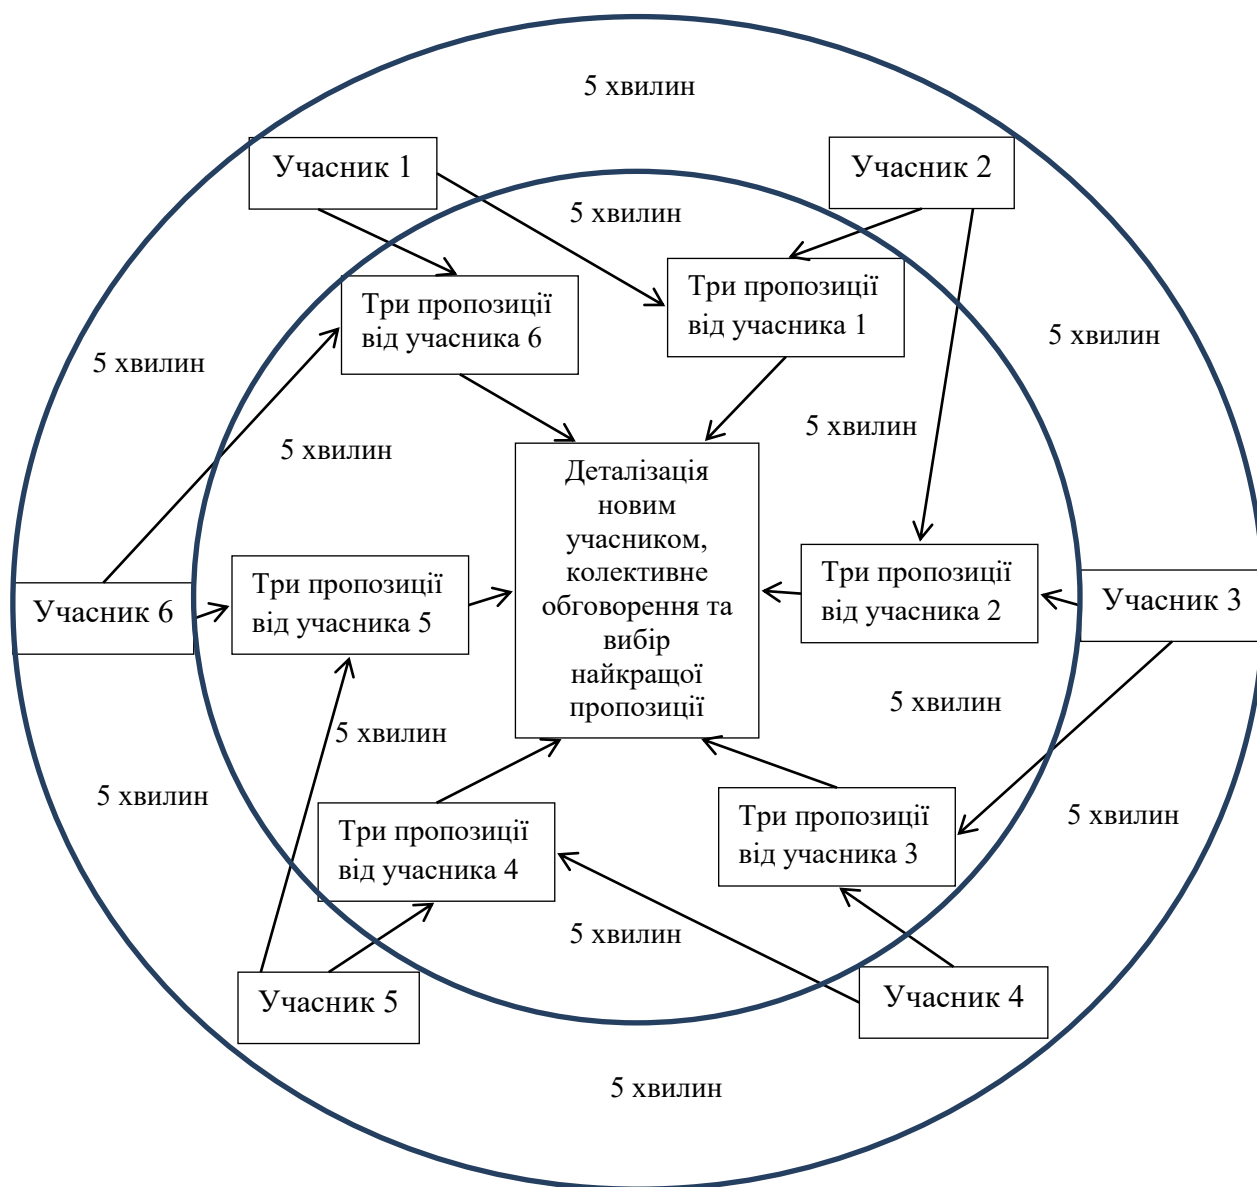 5 хвилин
Учасник 1
Учасник 2
5 хвилин
Три пропозиції
від учасника 6
Три пропозиції
від учасника 1
5 хвилин
5 хвилин
5 хвилин
5 хвилин
Деталізація
новим
учасником,
колективне
обговорення та
вибір
найкращої
пропозиції
Учасник 6
Три пропозиції
від учасника 5
Три пропозиції
від учасника 2
Учасник 3
5 хвилин
5 хвилин
5 хвилин
5 хвилин
Три пропозиції
від учасника 4
Три пропозиції
від учасника 3
5 хвилин
Учасник 5
Учасник 4
5 хвилин